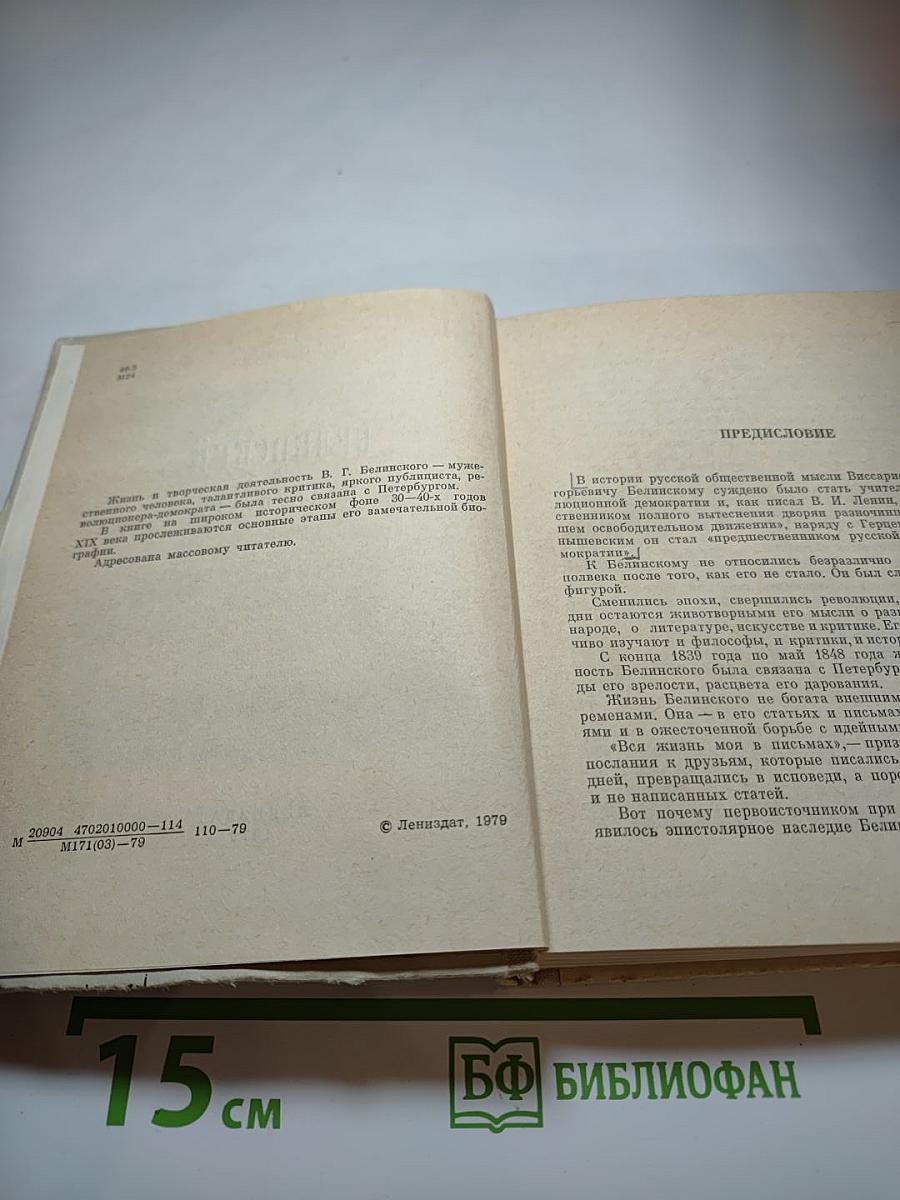 М24
Жизнь и творческая деятельность В. Г. Белинского — муже-
ственного человека, талантливого критика, яркого публициста, ре-
волюционера-демократа — была тесно связана с Петербургом.
В книге на широком историческом фоне 30—40-х годов
XIX века прослеживаются основные этапы его замечательной био-
графии.
Адресована массовому читателю.
М 20904 4702010000—114 110—79
М171(03)—79
© Лениздат, 1979
ПРЕДИСЛОВИЕ
В истории русской общественной мысли Виссари
горьевичу Белинскому суждено было стать учител
люционной демократии и, как писал В. И. Ленин,
ственником полного вытеснения дворян разночинц
шем освободительном движении», наряду с Герце
нышевским он стал «предшественником русской
мократии».
К Белинскому не относились безразлично
полвека после того, как его не стало. Он был сл
фигурой.
Сменились эпохи, свершились революции,
дни остаются животворными его мысли о раз
народе, о литературе, искусстве и критике. Ег
чиво изучают и философы, и критики, и истор
С конца 1839 года по май 1848 года ж
ность Белинского была связана с Петербур
ды его зрелости, расцвета его дарования.
Жизнь Белинского не богата внешним
ременами. Она — в его статьях и письмах
ями и в ожесточенной борьбе с идейным
«Вся жизнь моя в письмах»,— приз
послания к друзьям, которые писались
дней, превращались в исповеди, а поро
и не написанных статей.
Вот почему первоисточником при
явилось эпистолярное наследие Бели
15 см
БФ БИБЛИОФАН